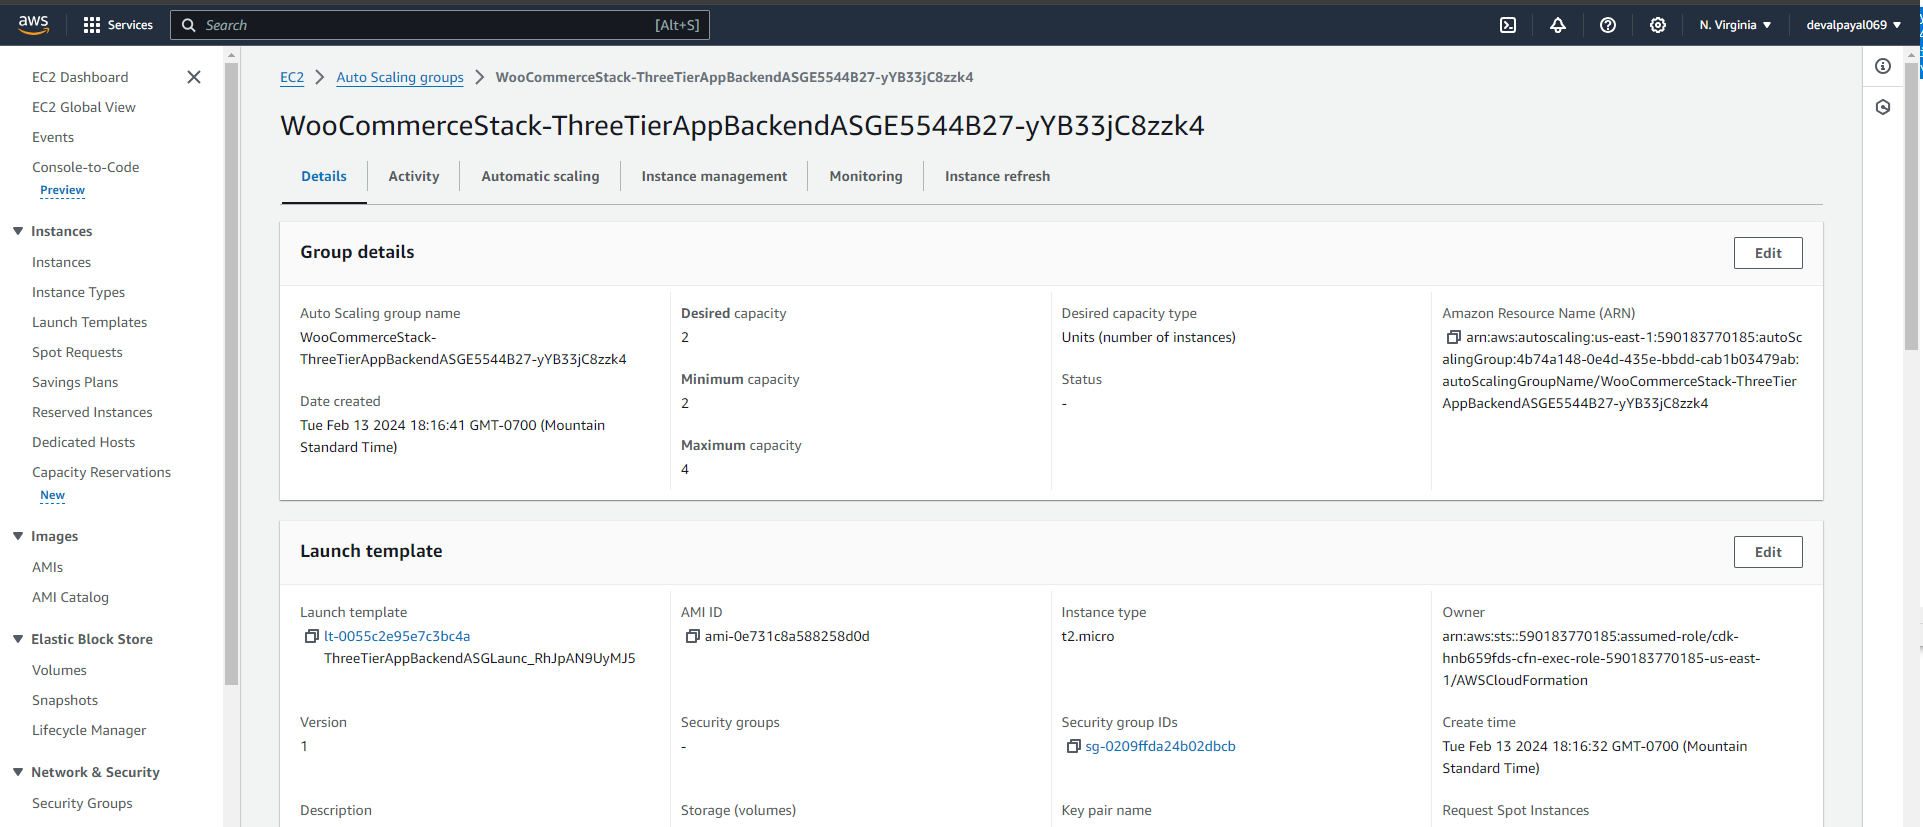 aws
Services
Search
[Alt+S]
N. Virginia
devalpayal069
EC2 Dashboard
EC2 Global View
Events
Console-to-Code
Preview
Instances
Instances
Instance Types
Launch Templates
Spot Requests
Savings Plans
Reserved Instances
Dedicated Hosts
Capacity Reservations
New
Images
AMIs
AMI Catalog
Elastic Block Store
Volumes
Snapshots
Lifecycle Manager
Network & Security
Security Groups
EC2 > Auto Scaling groups > WooCommerceStack-ThreeTierAppBackendASGE5544B27-yYB33jC8zzk4
WooCommerceStack-ThreeTierAppBackendASGE5544B27-yYB33jC8zzk4
Details
Activity
Automatic scaling
Instance management
Monitoring
Instance refresh
Group details
Edit
Auto Scaling group name
WooCommerceStack-
ThreeTierAppBackendASGE5544B27-yYB33jC8zzk4
Date created
Tue Feb 13 2024 18:16:41 GMT-0700 (Mountain
Standard Time)
Desired capacity
2
Minimum capacity
2
Maximum capacity
4
Desired capacity type
Units (number of instances)
Status
-
Amazon Resource Name (ARN)
arn:aws:autoscaling:us-east-1:590183770185:autoSc
alingGroup:4b74a148-0e4d-435e-bbdd-cab1b03479ab:
autoScalingGroupName/WooCommerceStack-ThreeTier
AppBackendASGE5544B27-yYB33jC8zzk4
Launch template
Edit
Launch template
lt-0055c2e95e7c3bc4a
ThreeTierAppBackendASGLaunc_RhJpAN9UyMJ5
AMI ID
ami-0e731c8a588258d0d
Instance type
t2.micro
Owner
arn:aws:sts::590183770185:assumed-role/cdk-
hnb659fds-cfn-exec-role-590183770185-us-east-
1/AWSCloudFormation
Version
1
Security groups
-
Security group IDs
sg-0209ffda24b02dbcb
Create time
Tue Feb 13 2024 18:16:32 GMT-0700 (Mountain
Standard Time)
Description
Storage (volumes)
Key pair name
Request Spot Instances